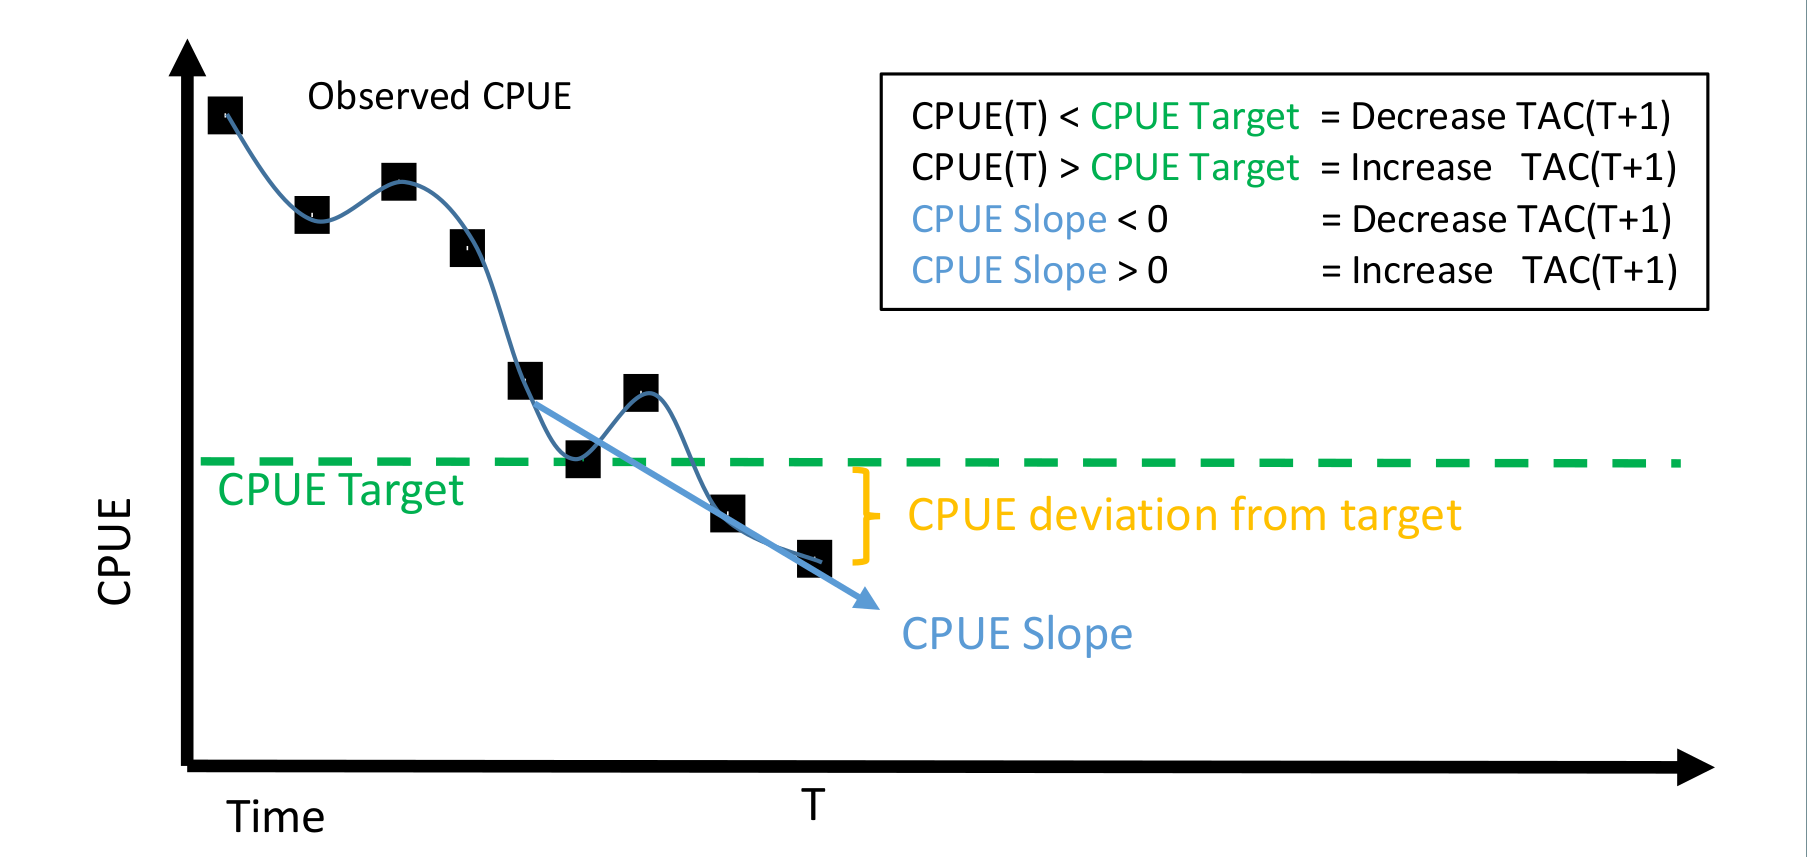 Observed CPUE
CPUE(T) < CPUE Target = Decrease TAC(T+1)
CPUE(T) > CPUE Target = Increase TAC(T+1)
CPUE Slope < 0 = Decrease TAC(T+1)
CPUE Slope > 0 = Increase TAC(T+1)
CPUE Target
CPUE deviation from target
CPUE
CPUE Slope
Time
T